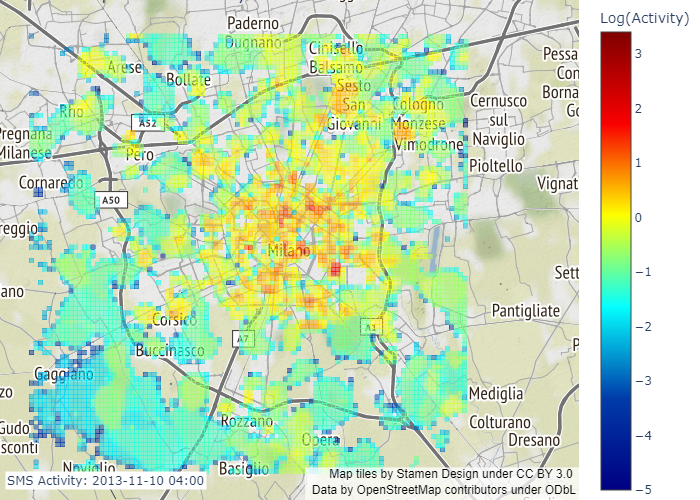 Log(Activity)
3
2
1
0
−1
−2
−3
−4
−5
Paderno
Dugnano
Cinisello
Balsamo
Arese
Bollate
Sesto
San
Giovanni
Cologno
Monzese
Cernusco
sul
Naviglio
Pessa
Con
Borna
Go
Rho
A52
Pregnana
Milanese
Pero
Vimodrone
Pioltello
Cornaredo
A50
Vignat
reggio
Milano
Sett
ano
Pantigliate
Corsico
A7
A1
Buccinasco
P
Gaggiano
zo
Mediglia
Rozzano
Colturano
Gudo
sconti
Opera
Dresano
Noviglio
Basiglio
SMS Activity: 2013-11-10 04:00
Map tiles by Stamen Design under CC BY 3.0
Data by OpenStreetMap contributors under ODbL